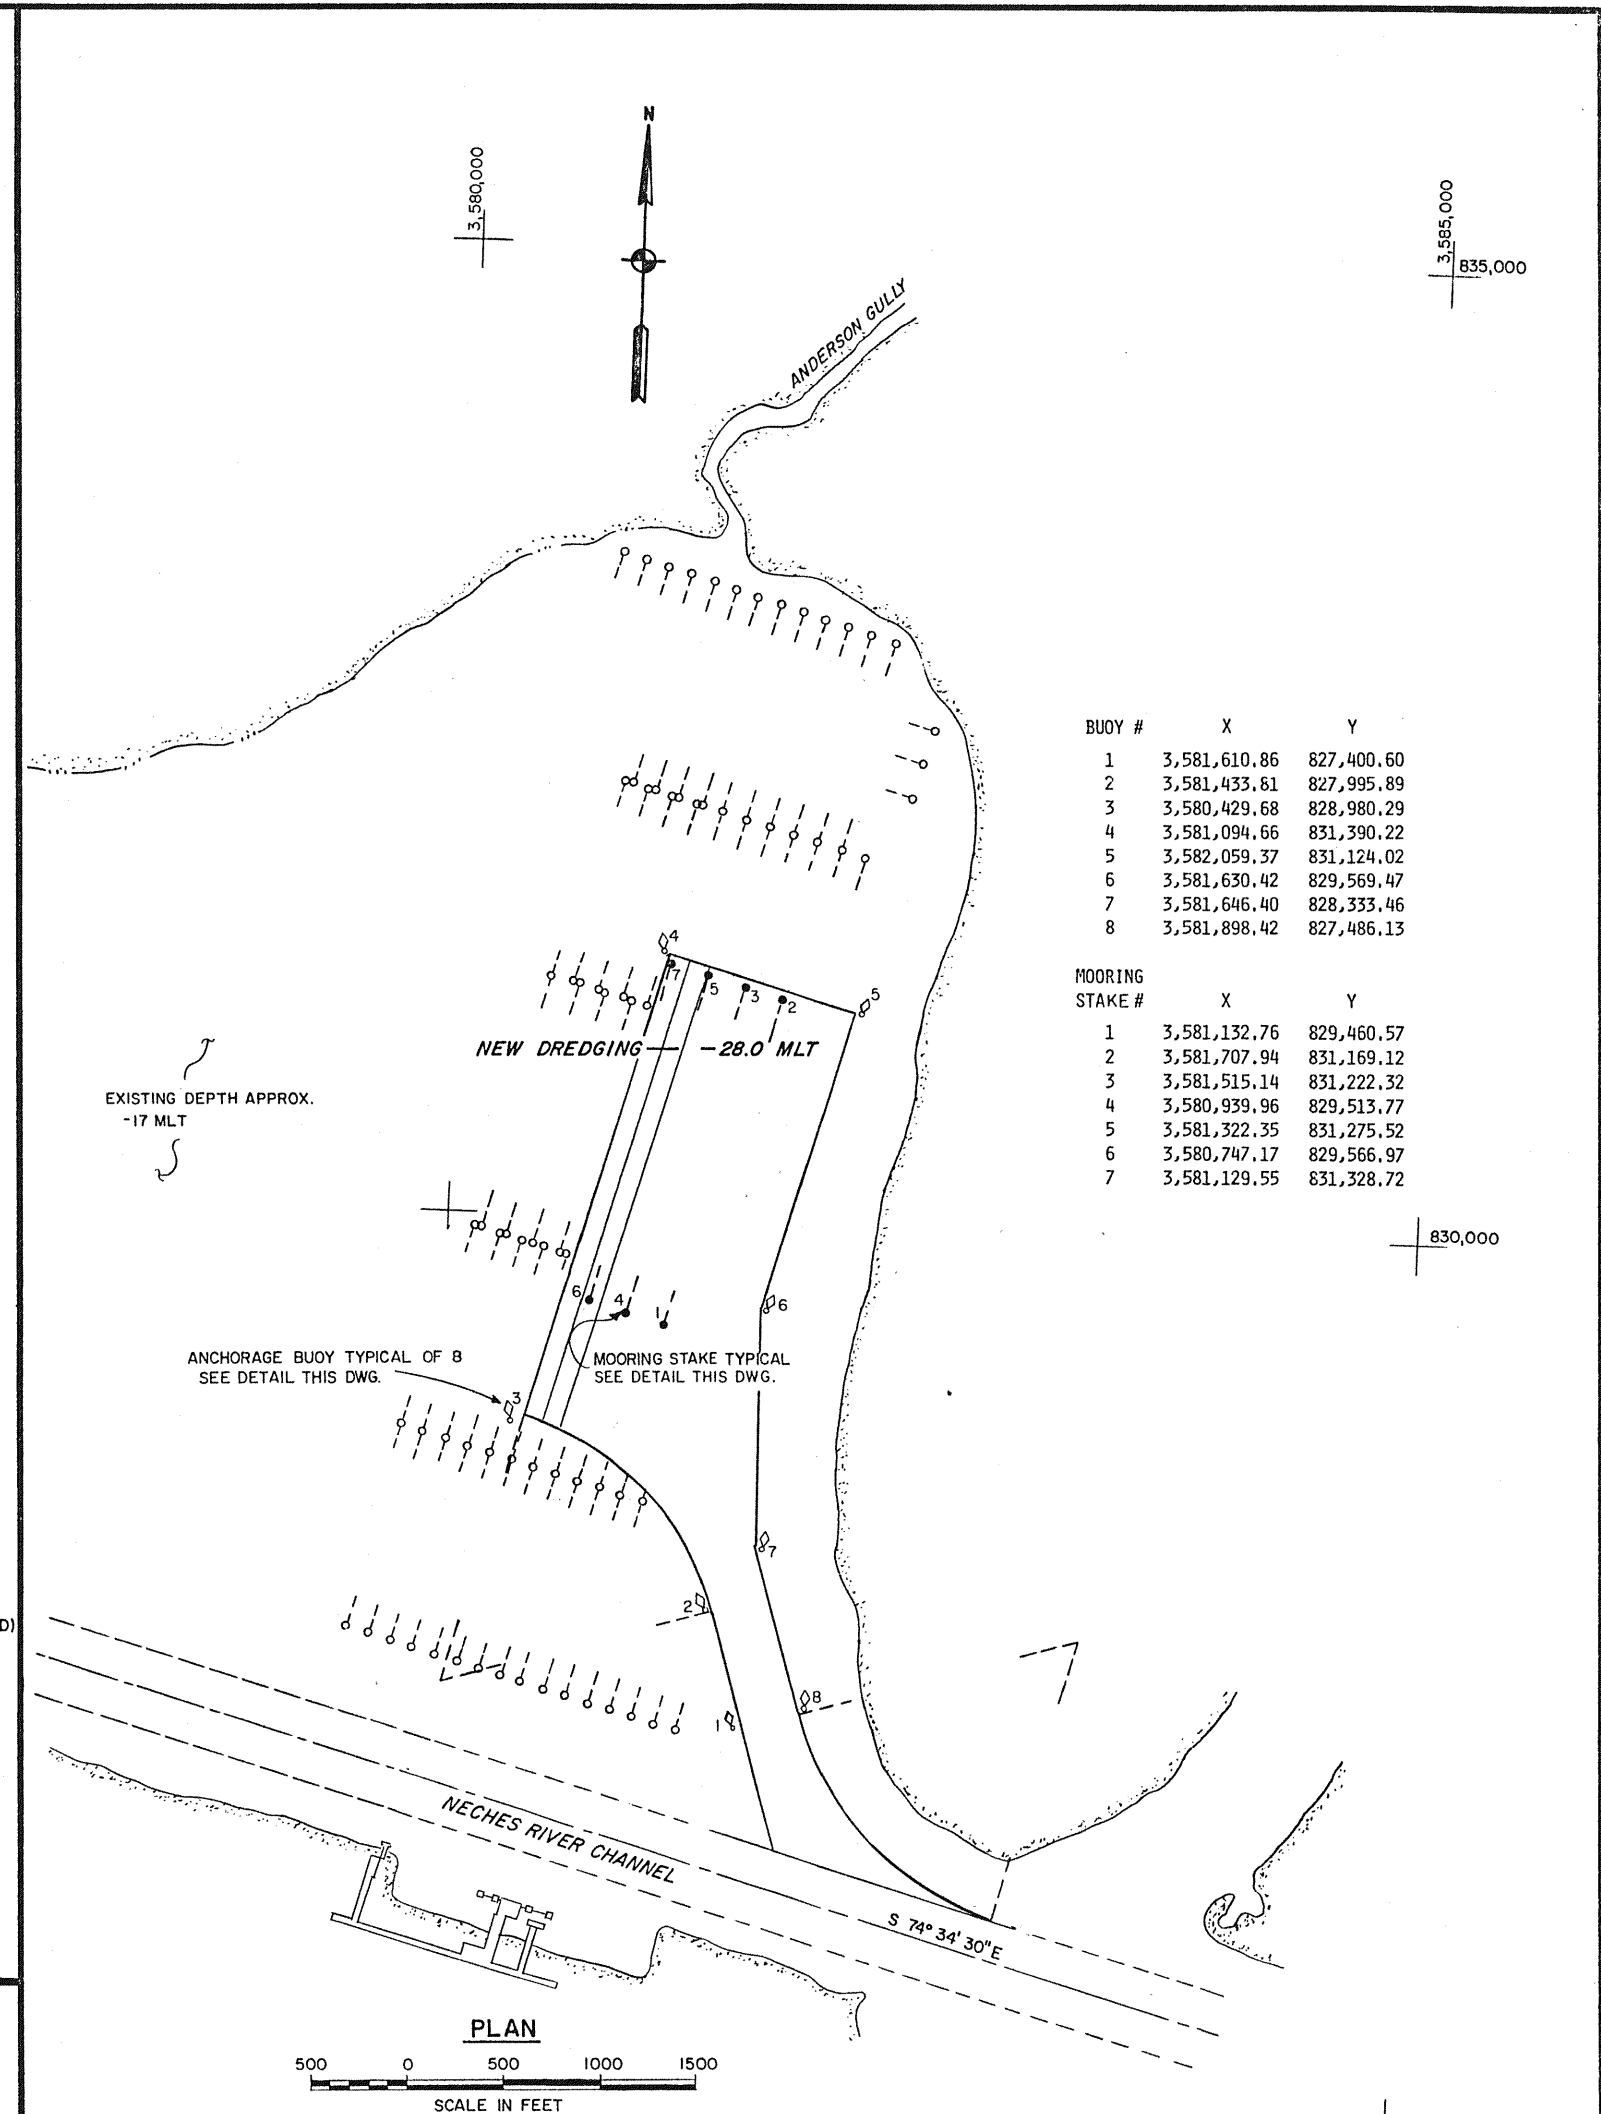 N
3,580,000
3,585,000
835,000
ANDERSON GULLY
BUOY # X Y
1 3,581,610.86 827,400.60
2 3,581,433.81 827,995.89
3 3,580,429.68 828,980.29
4 3,581,094.66 831,390.22
5 3,582,059.37 831,124.02
6 3,581,630.42 829,569.47
7 3,581,646.40 828,333.46
8 3,581,898.42 827,486.13
MOORING
STAKE # X Y
1 3,581,132.76 829,460.57
2 3,581,707.94 831,169.12
3 3,581,515.14 831,222.32
4 3,580,939.96 829,513.77
5 3,581,322.35 831,275.52
6 3,580,747.17 829,566.97
7 3,581,129.55 831,328.72
4
7
5
3
2
5
NEW DREDGING -28.0 MLT
EXISTING DEPTH APPROX.
-17 MLT
830,000
6
4
1
6
ANCHORAGE BUOY TYPICAL OF 8
SEE DETAIL THIS DWG.
MOORING STAKE TYPICAL
SEE DETAIL THIS DWG.
3
7
2
D)
8
1
NECHES RIVER CHANNEL
S 74° 34' 30"E
PLAN
500 0 500 1000 1500
SCALE IN FEET